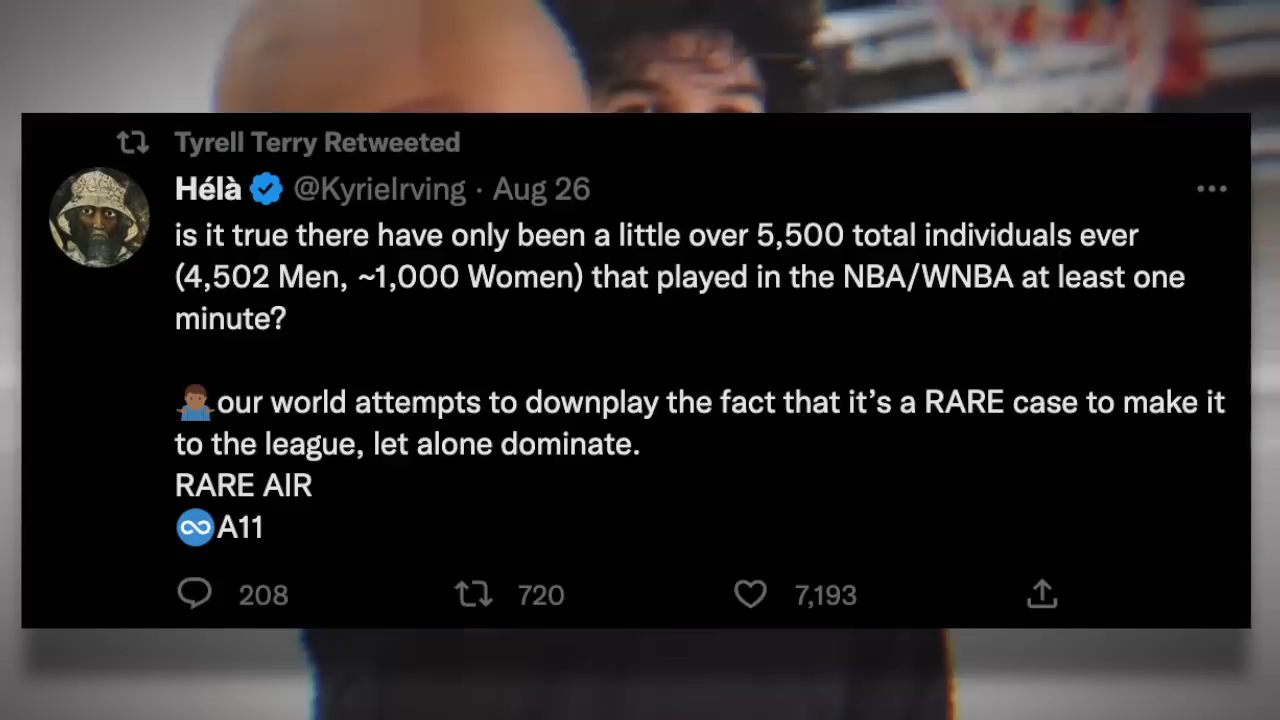 Tyrell Terry Retweeted
Hélà @KyrieIrving · Aug 26
is it true there have only been a little over 5,500 total individuals ever
(4,502 Men, ~1,000 Women) that played in the NBA/WNBA at least one
minute?
🤷🏾‍♂️our world attempts to downplay the fact that it’s a RARE case to make it
to the league, let alone dominate.
RARE AIR
♾️A11
208 720 7,193